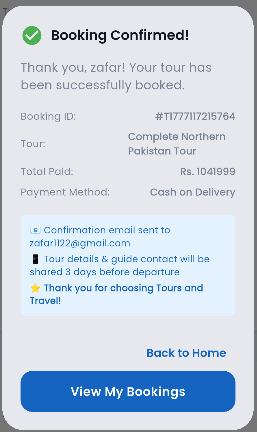 Booking Confirmed!
Thank you, zafar! Your tour has
been successfully booked.
Booking ID: #T1777117215764
Tour: Complete Northern
Pakistan Tour
Total Paid: Rs. 1041999
Payment Method: Cash on Delivery
📧 Confirmation email sent to
zafar1122@gmail.com
📱 Tour details & guide contact will be
shared 3 days before departure
⭐ Thank you for choosing Tours and
Travel!
Back to Home
View My Bookings